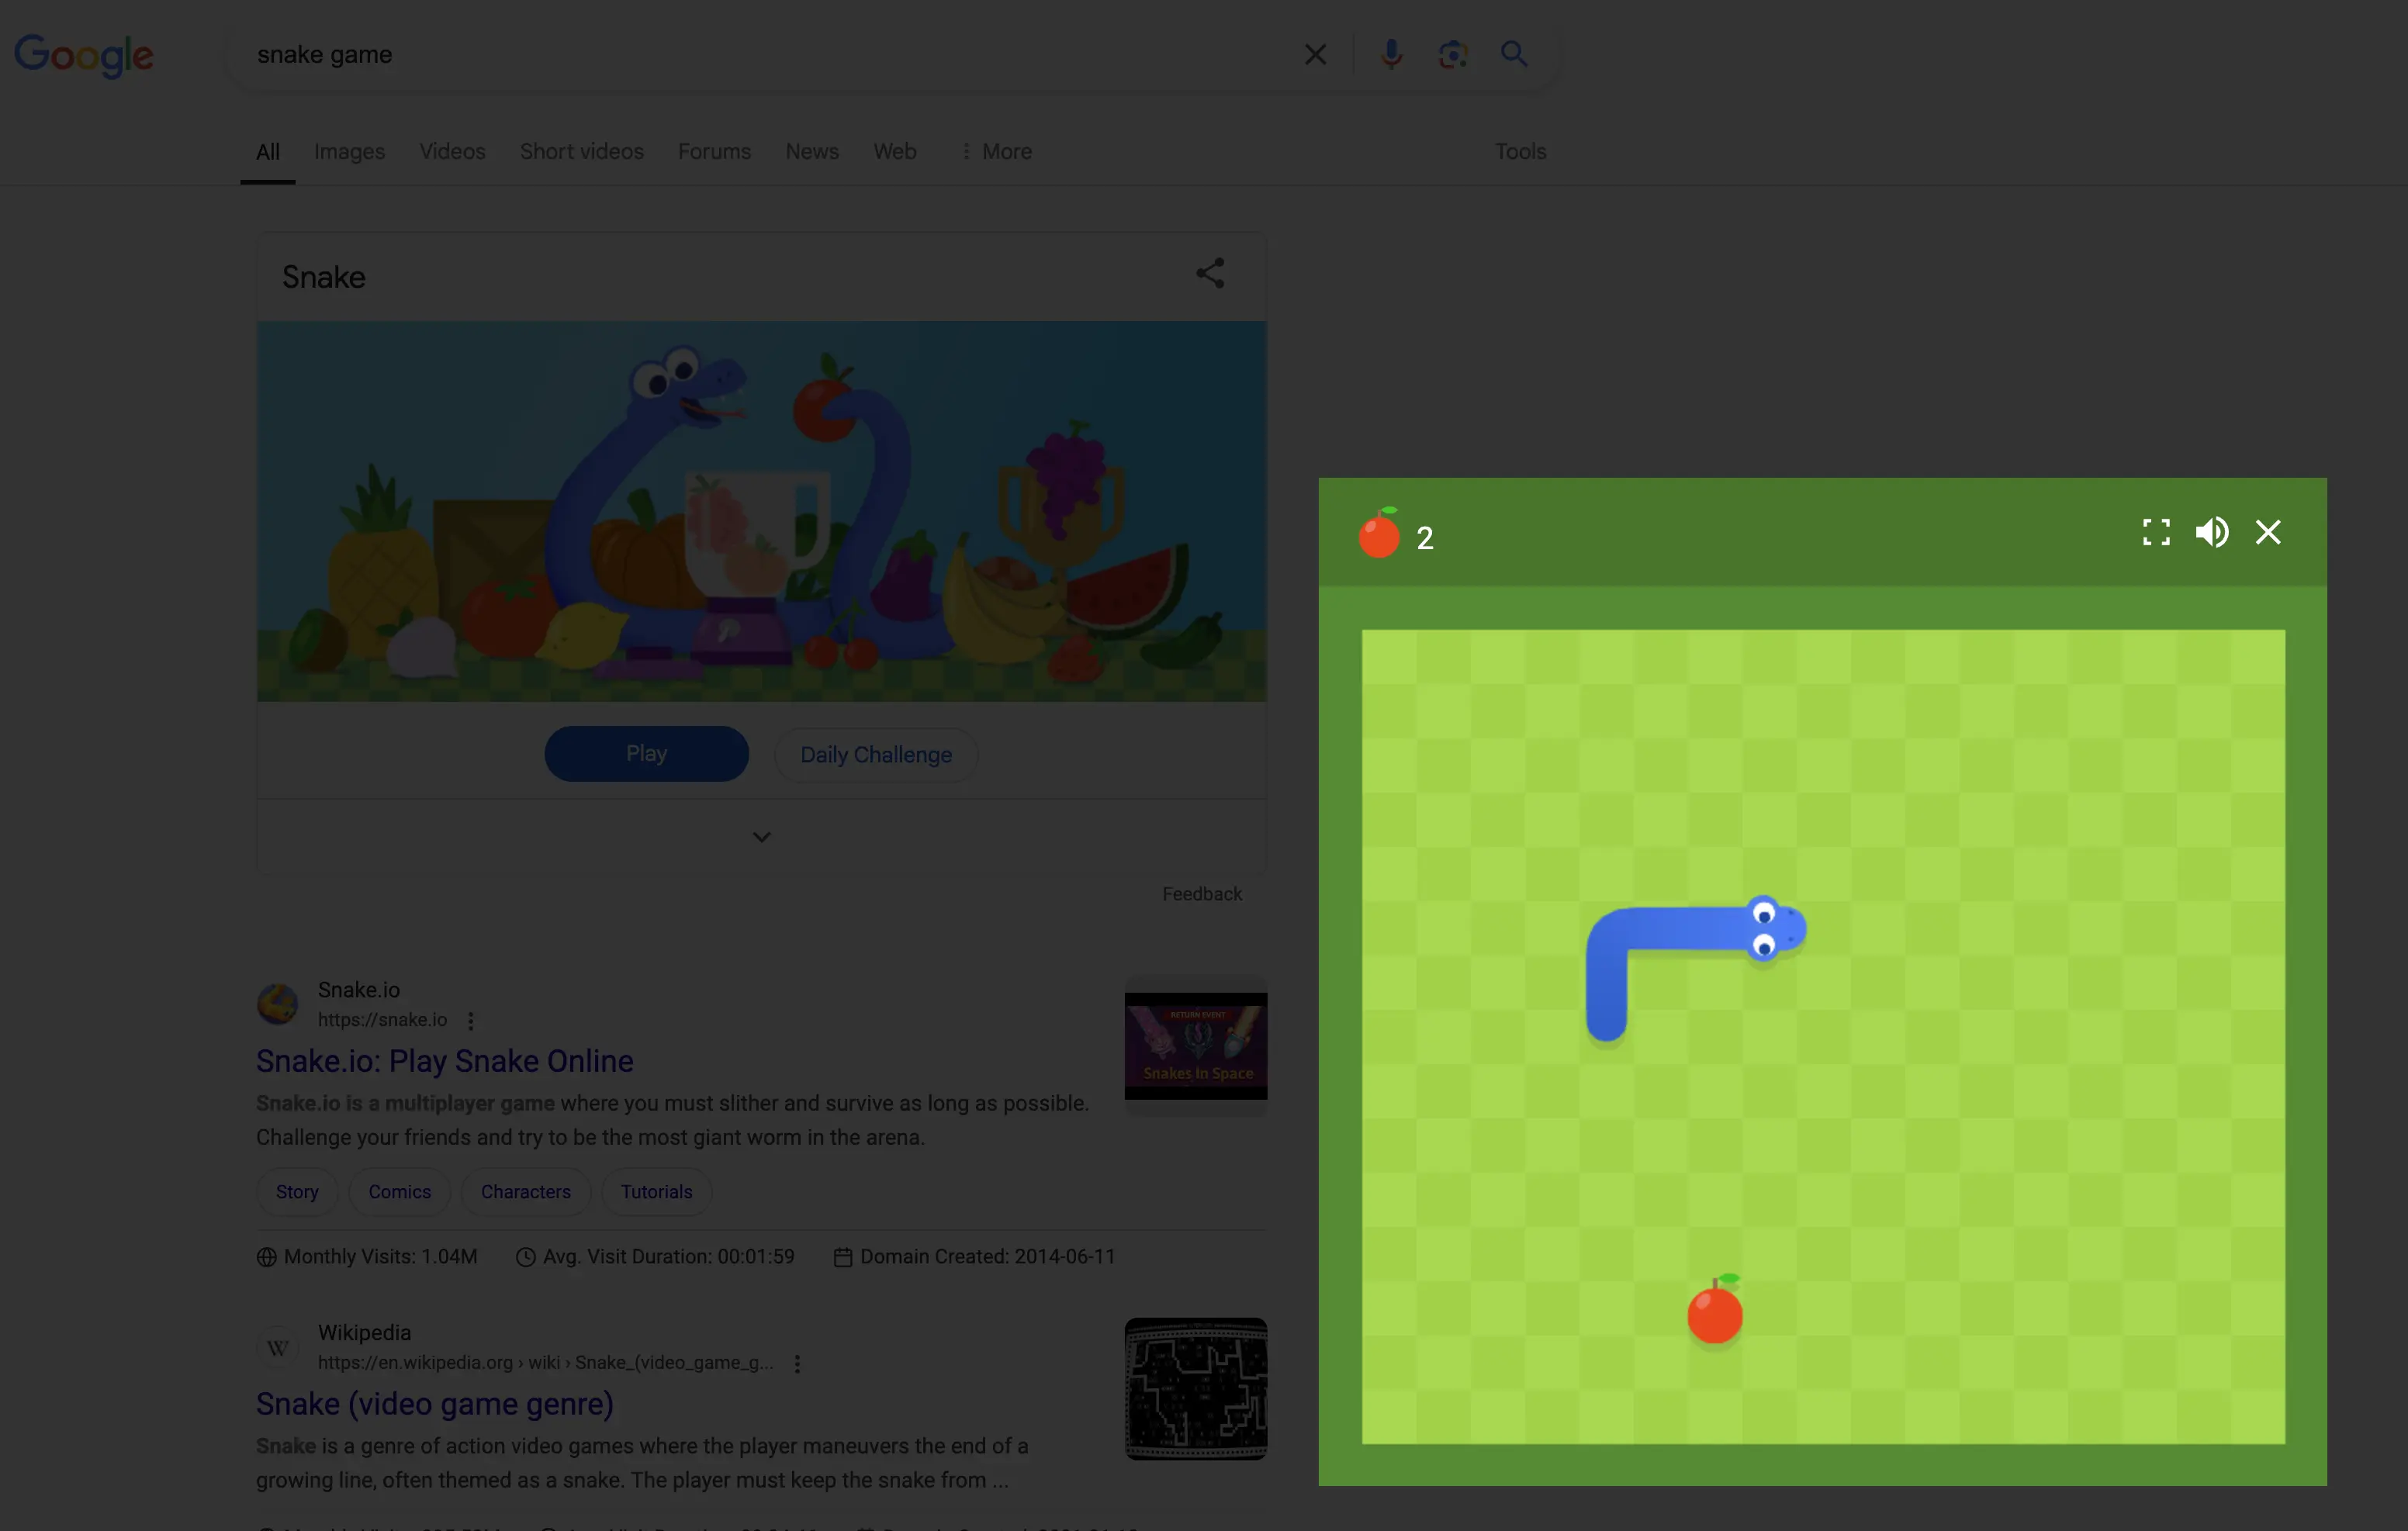 Google
snake game
All Images Videos Short videos Forums News Web More Tools
Snake
Play Daily Challenge
Feedback
Snake.io
https://snake.io
Snake.io: Play Snake Online
Snake.io is a multiplayer game where you must slither and survive as long as possible.
Challenge your friends and try to be the most giant worm in the arena.
RETURN EVENT
Snakes In Space
Story Comics Characters Tutorials
Monthly Visits: 1.04M Avg. Visit Duration: 00:01:59 Domain Created: 2014-06-11
W
Wikipedia
https://en.wikipedia.org › wiki › Snake_(video_game_g...
Snake (video game genre)
Snake is a genre of action video games where the player maneuvers the end of a
growing line, often themed as a snake. The player must keep the snake from ...
2